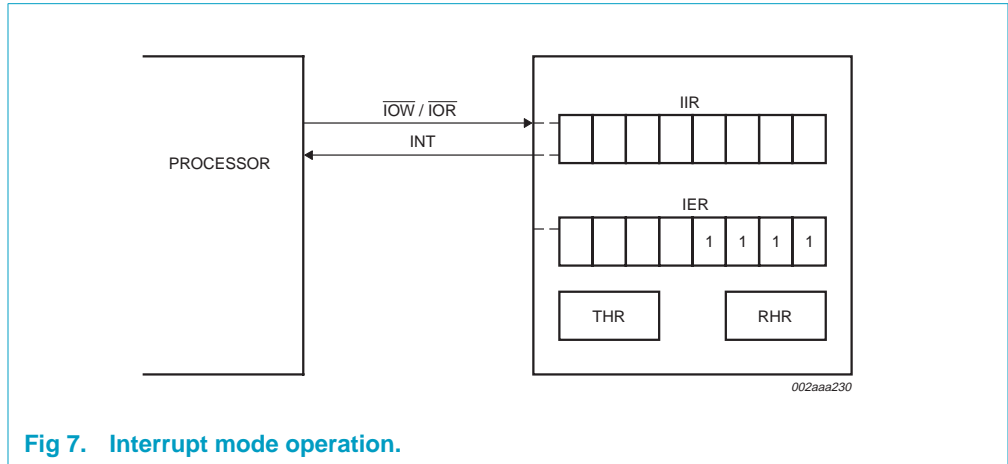 IIR
IOW / IOR
INT
PROCESSOR
IER
1 1 1 1
THR RHR
002aaa230
Fig 7. Interrupt mode operation.